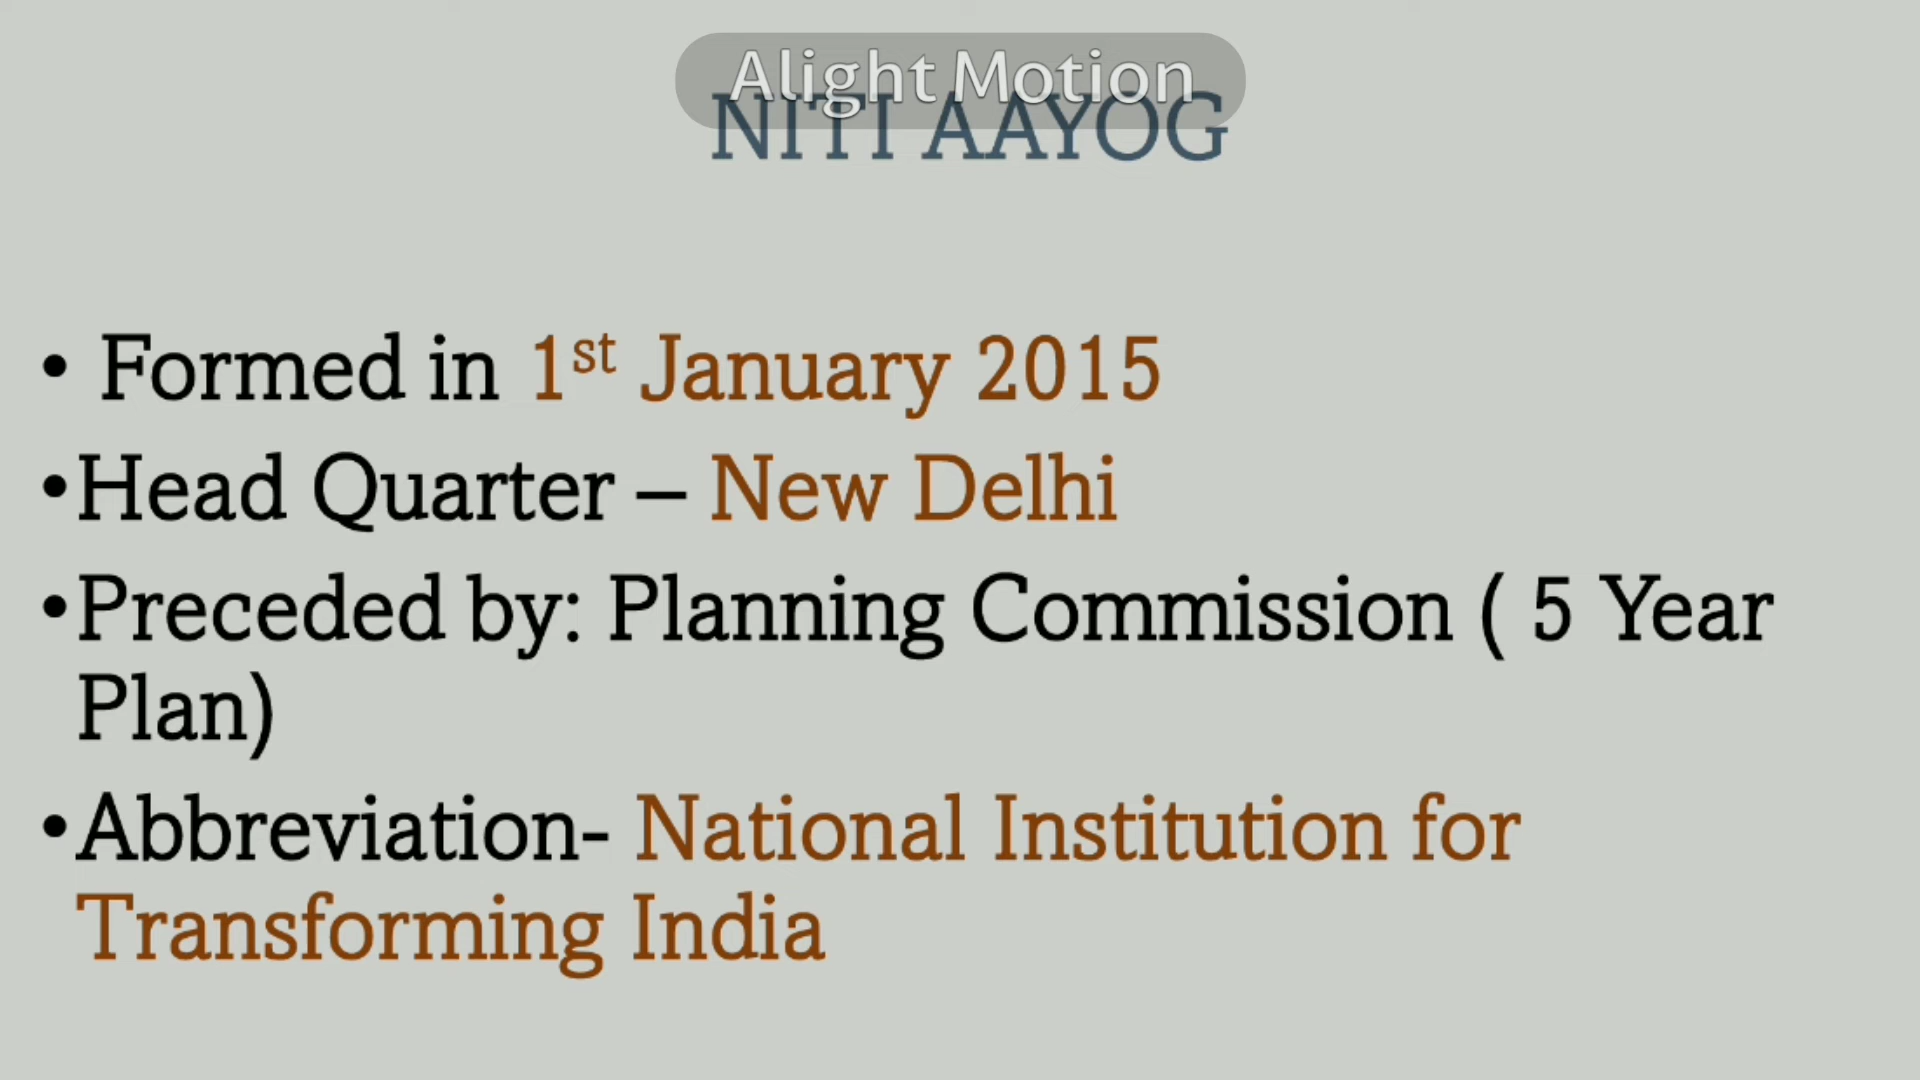 Alight Motion
NITI AAYOG
• Formed in 1st January 2015
•Head Quarter – New Delhi
•Preceded by: Planning Commission ( 5 Year
Plan)
•Abbreviation- National Institution for
Transforming India